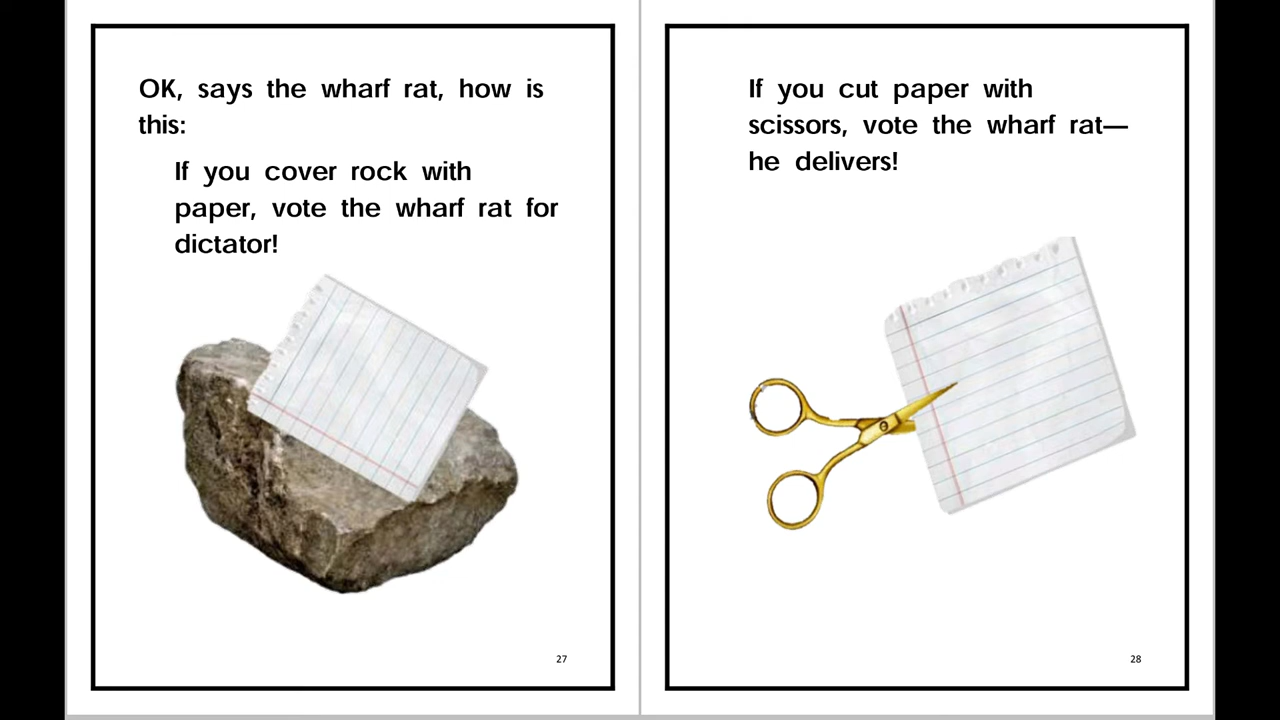 OK, says the wharf rat, how is
this:
If you cover rock with
paper, vote the wharf rat for
dictator!
27
If you cut paper with
scissors, vote the wharf rat—
he delivers!
28